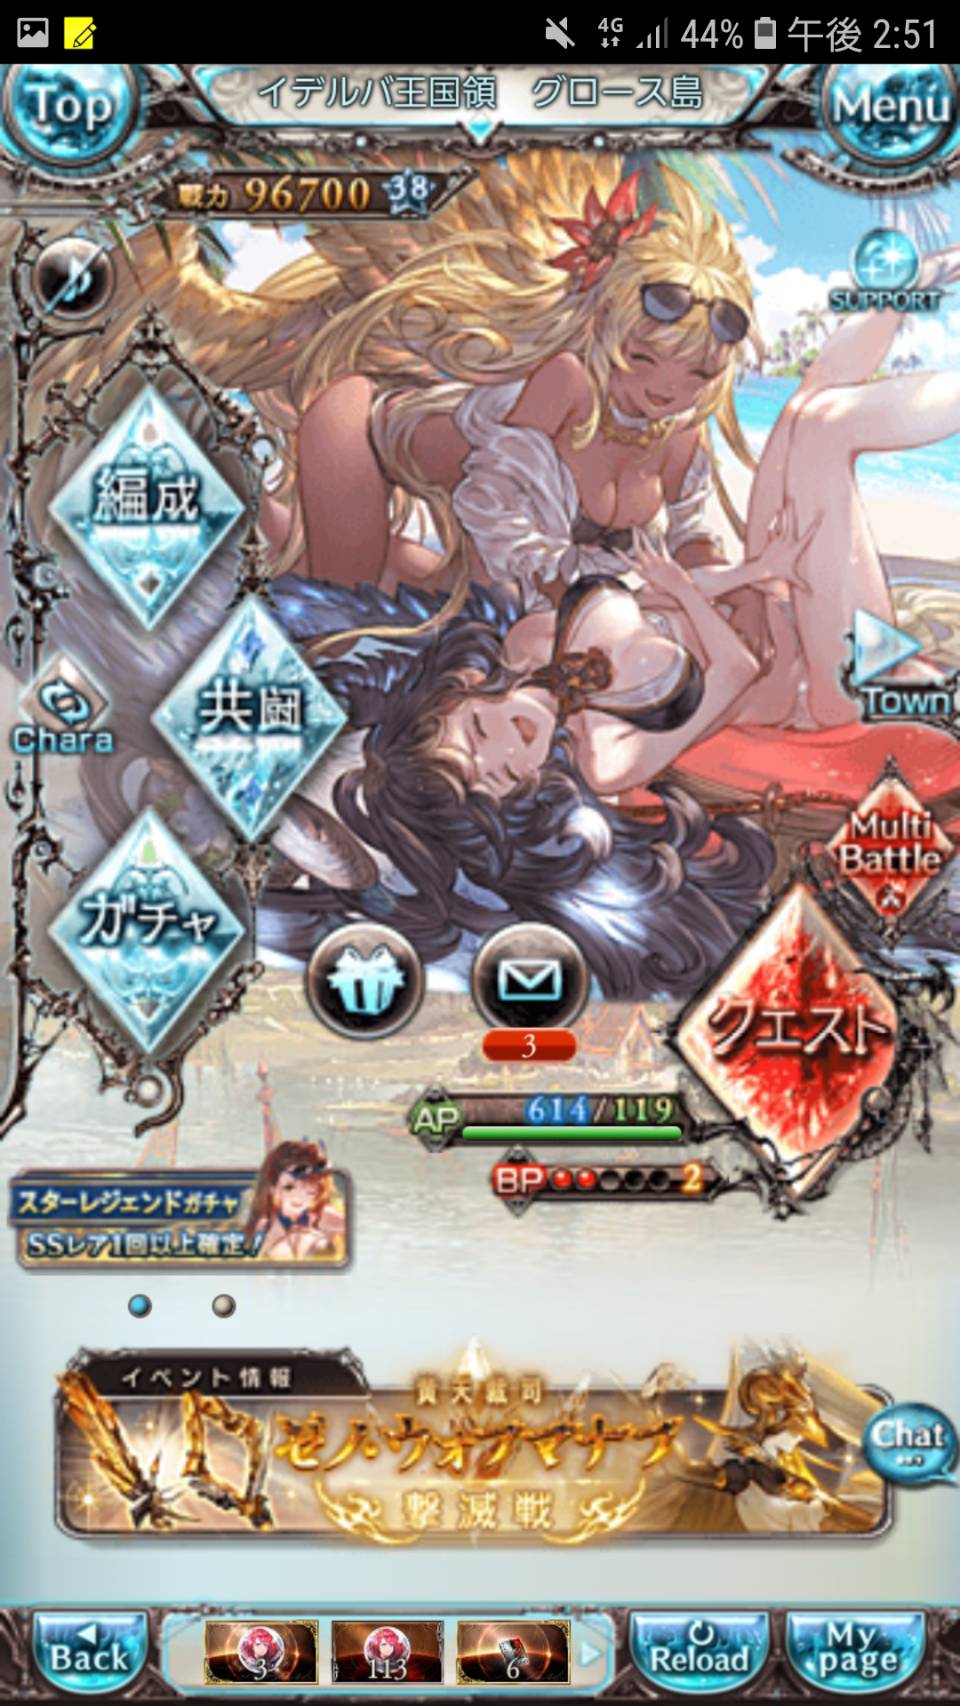 4G 44% 午後 2:51
Top
イデルバ王国領 グロース島
Menu
戦力 96700 38
SUPPORT
編成
共闘
Chara
Town
Multi
Battle
ガチャ
クエスト
3
AP 614/119
BP 2
スターレジェンドガチャ
SSレア1回以上確定!
イベント情報
ゼノ・ウォフマナフ
撃滅戦
Chat
Back
3
113
6
Reload
My
page